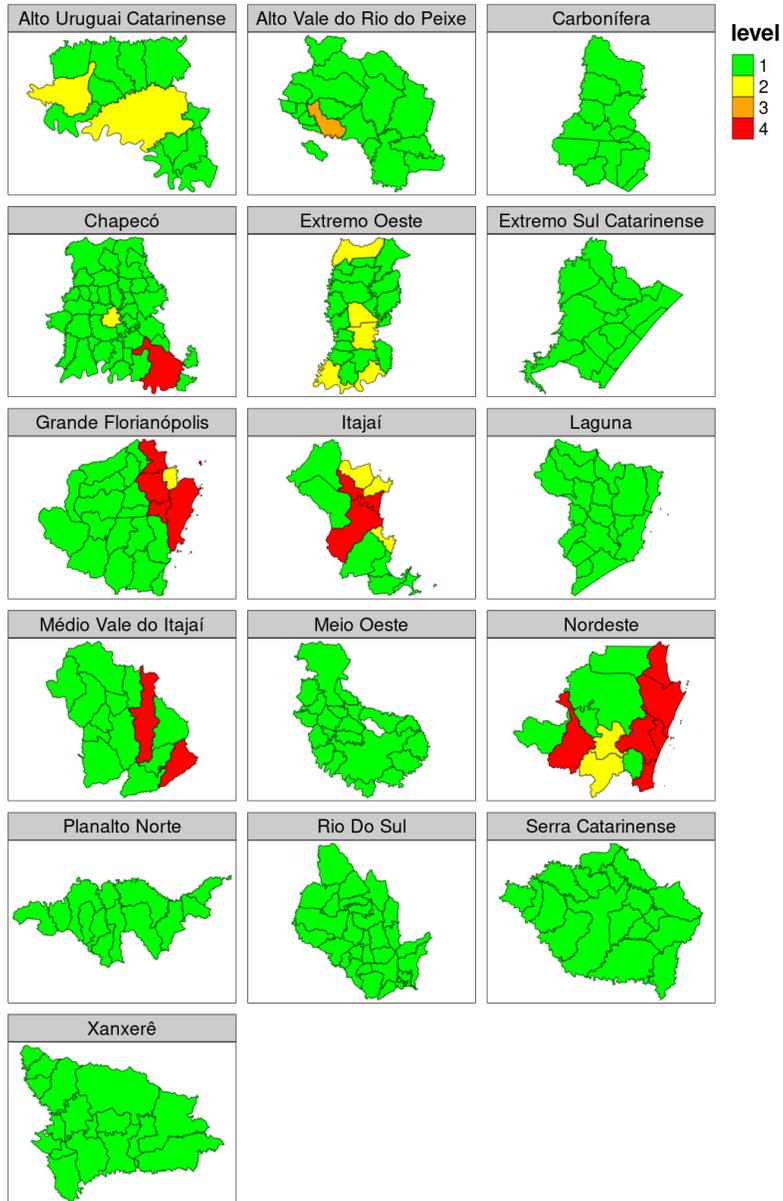 Alto Uruguai Catarinense
Alto Vale do Rio do Peixe
Carbonífera
level
1
2
3
4
Chapecó
Extremo Oeste
Extremo Sul Catarinense
Grande Florianópolis
Itajaí
Laguna
Médio Vale do Itajaí
Meio Oeste
Nordeste
Planalto Norte
Rio Do Sul
Serra Catarinense
Xanxerê